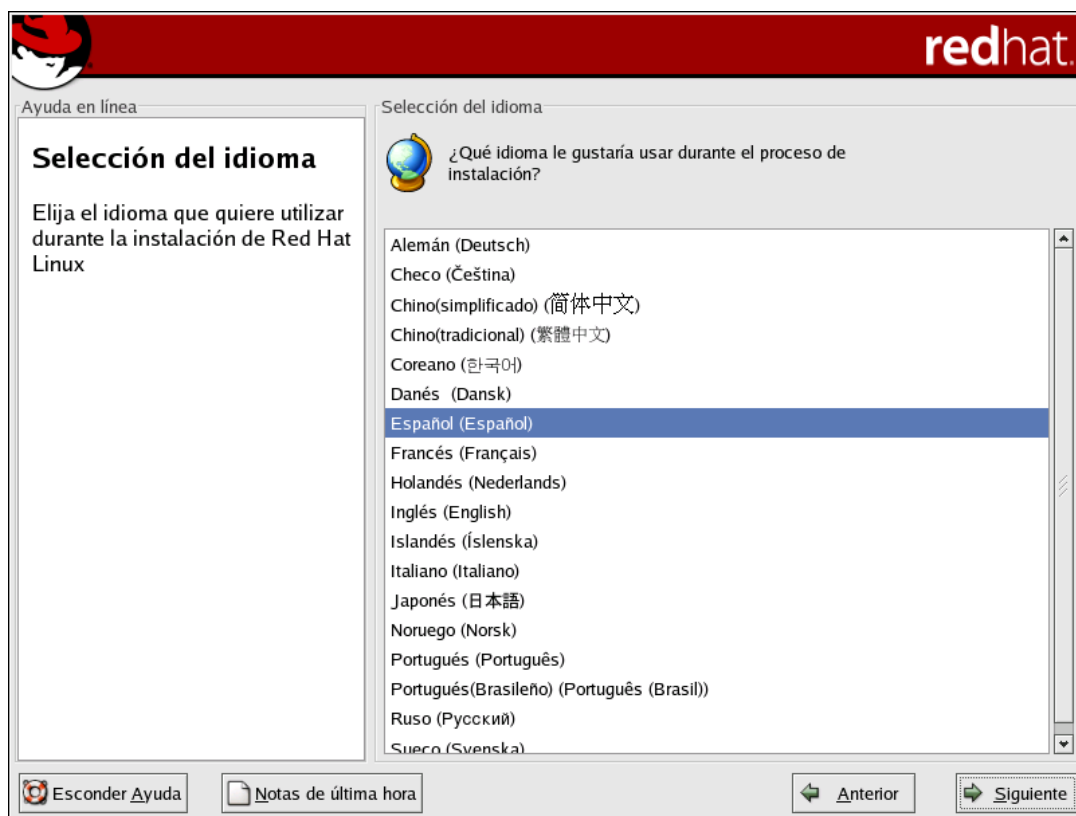 redhat.
Ayuda en línea
Selección del idioma
Elija el idioma que quiere utilizar
durante la instalación de Red Hat
Linux
Selección del idioma
¿Qué idioma le gustaría usar durante el proceso de
instalación?
Alemán (Deutsch)
Checo (Čeština)
Chino(simplificado) (简体中文)
Chino(tradicional) (繁體中文)
Coreano (한국어)
Danés  (Dansk)
Español (Español)
Francés (Français)
Holandés (Nederlands)
Inglés (English)
Islandés (Íslenska)
Italiano (Italiano)
Japonés (日本語)
Noruego (Norsk)
Portugués (Português)
Portugués(Brasileño) (Português (Brasil))
Ruso (Русский)
Sueco (Svenska)
Esconder Ayuda
Notas de última hora
Anterior
Siguiente